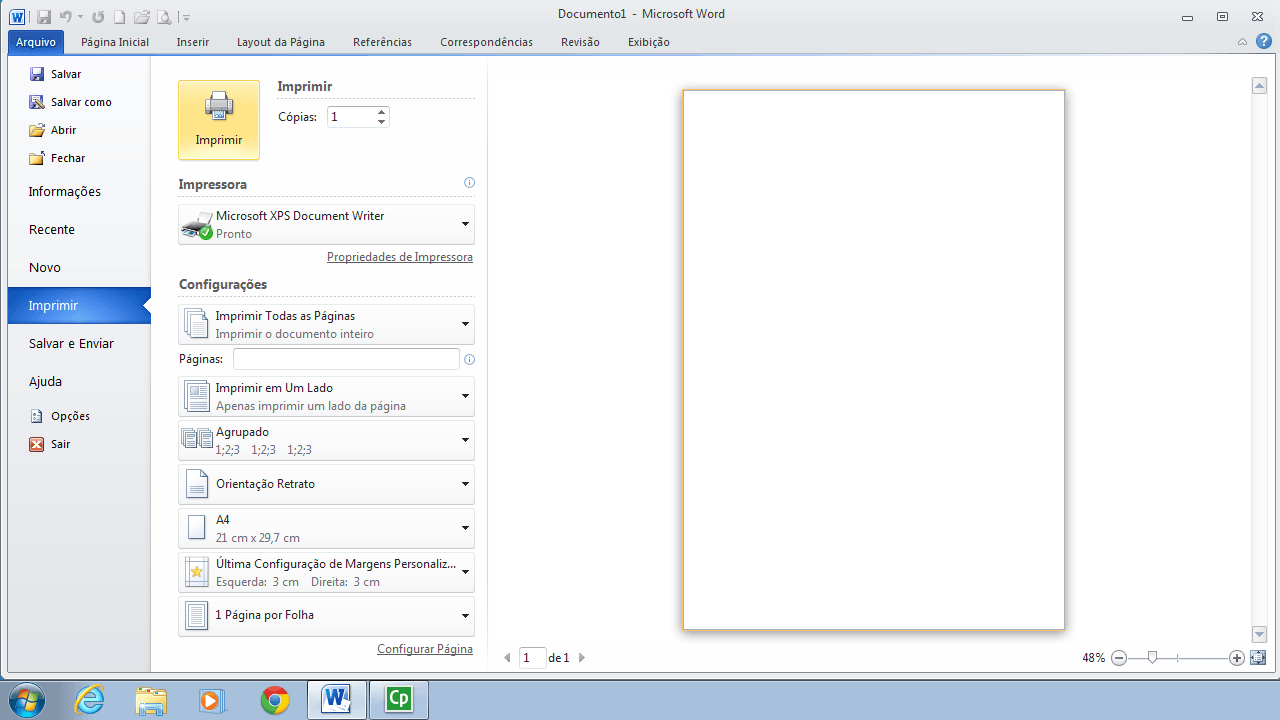 Documento1 - Microsoft Word
Arquivo Página Inicial Inserir Layout da Página Referências Correspondências Revisão Exibição
Salvar
Salvar como
Abrir
Fechar
Informações
Recente
Novo
Imprimir
Salvar e Enviar
Ajuda
Opções
Sair
Imprimir
Imprimir
Cópias: 1
Impressora
Microsoft XPS Document Writer
Pronto
Propriedades de Impressora
Configurações
Imprimir Todas as Páginas
Imprimir o documento inteiro
Páginas:
Imprimir em Um Lado
Apenas imprimir um lado da página
Agrupado
1;2;3 1;2;3 1;2;3
Orientação Retrato
A4
21 cm x 29,7 cm
Última Configuração de Margens Personaliz...
Esquerda: 3 cm Direita: 3 cm
1 Página por Folha
Configurar Página
1 de 1
48%
Cp